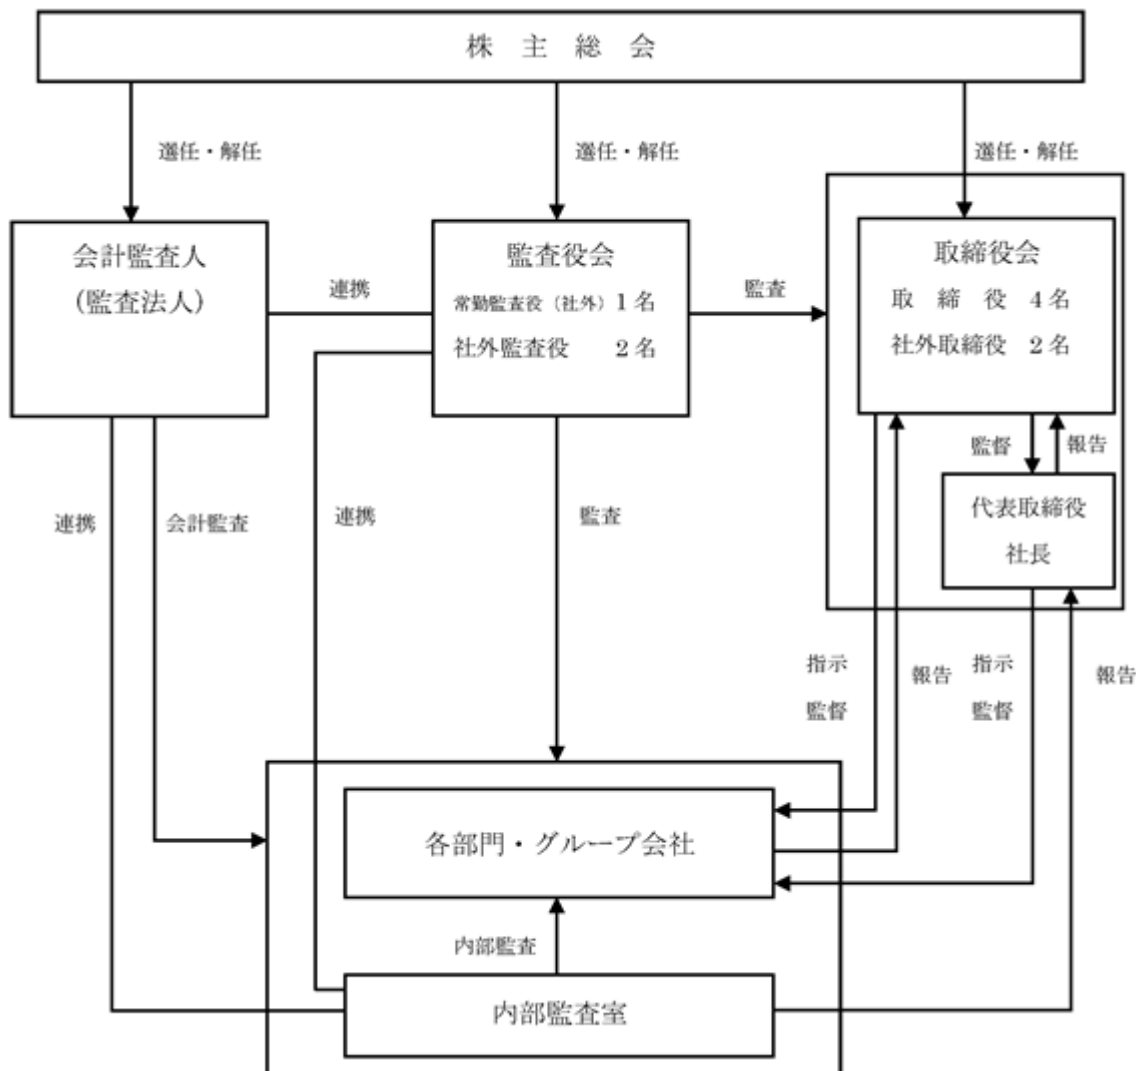 株 主 総 会
選任・解任
選任・解任
選任・解任
会計監査人
(監査法人)
連携
監査役会
常勤監査役（社外）1名
社外監査役 2名
監査
取締役会
取 締 役 4名
社外取締役 2名
監督
報告
代表取締役
社長
連携
会計監査
連携
監査
指示
監督
報告
指示
監督
報告
各部門・グループ会社
内部監査
内部監査室